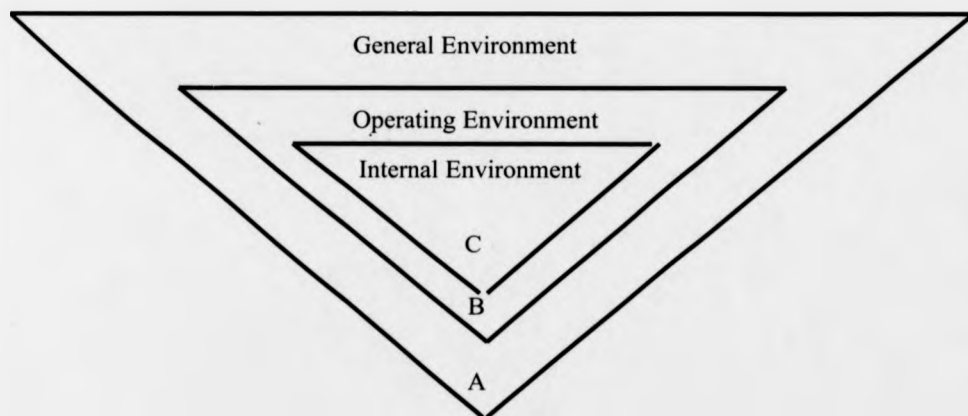 General Environment
Operating Environment
Internal Environment
C
B
A